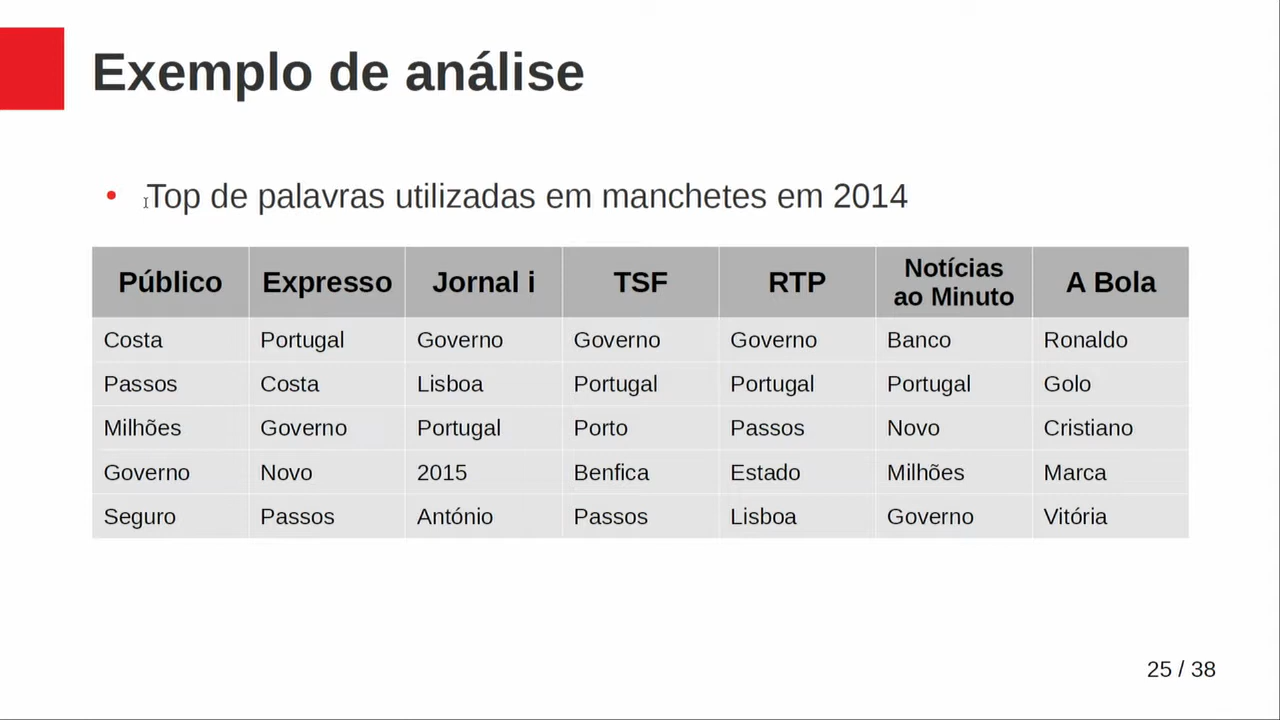 Exemplo de análise
• Top de palavras utilizadas em manchetes em 2014
Público Expresso Jornal i TSF RTP Notícias ao Minuto A Bola
Costa Portugal Governo Governo Governo Banco Ronaldo
Passos Costa Lisboa Portugal Portugal Portugal Golo
Milhões Governo Portugal Porto Passos Novo Cristiano
Governo Novo 2015 Benfica Estado Milhões Marca
Seguro Passos António Passos Lisboa Governo Vitória
25 / 38